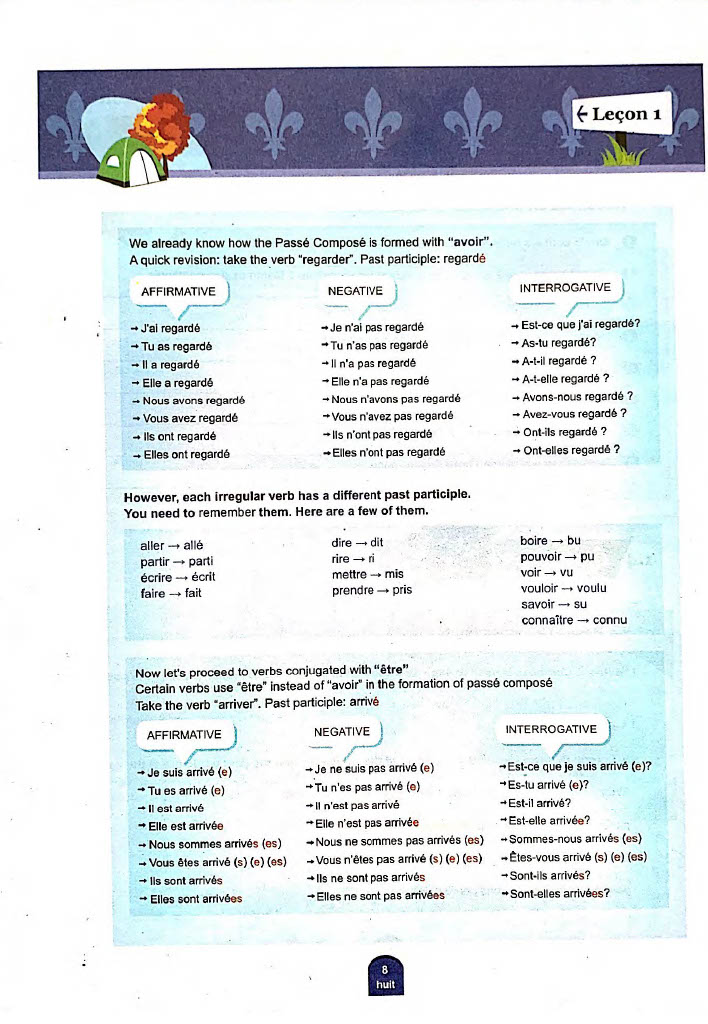 ← Leçon 1
We already know how the Passé Composé is formed with “avoir”.
A quick revision: take the verb “regarder”. Past participle: regardé
AFFIRMATIVE
→ J'ai regardé
→ Tu as regardé
→ Il a regardé
→ Elle a regardé
→ Nous avons regardé
→ Vous avez regardé
→ Ils ont regardé
→ Elles ont regardé
NEGATIVE
→ Je n'ai pas regardé
→ Tu n'as pas regardé
→ Il n'a pas regardé
→ Elle n'a pas regardé
→ Nous n'avons pas regardé
→ Vous n'avez pas regardé
→ Ils n'ont pas regardé
→ Elles n'ont pas regardé
INTERROGATIVE
→ Est-ce que j'ai regardé?
→ As-tu regardé?
→ A-t-il regardé ?
→ A-t-elle regardé ?
→ Avons-nous regardé ?
→ Avez-vous regardé ?
→ Ont-ils regardé ?
→ Ont-elles regardé ?
However, each irregular verb has a different past participle.
You need to remember them. Here are a few of them.
aller → allé
partir → parti
écrire → écrit
faire → fait
dire → dit
rire → ri
mettre → mis
prendre → pris
boire → bu
pouvoir → pu
voir → vu
vouloir → voulu
savoir → su
connaître → connu
Now let's proceed to verbs conjugated with “être”
Certain verbs use “être” instead of “avoir” in the formation of passé composé
Take the verb “arriver”. Past participle: arrivé
AFFIRMATIVE
→ Je suis arrivé (e)
→ Tu es arrivé (e)
→ Il est arrivé
→ Elle est arrivée
→ Nous sommes arrivés (es)
→ Vous êtes arrivé (s) (e) (es)
→ Ils sont arrivés
→ Elles sont arrivées
NEGATIVE
→ Je ne suis pas arrivé (e)
→ Tu n'es pas arrivé (e)
→ Il n'est pas arrivé
→ Elle n'est pas arrivée
→ Nous ne sommes pas arrivés (es)
→ Vous n'êtes pas arrivé (s) (e) (es)
→ Ils ne sont pas arrivés
→ Elles ne sont pas arrivées
INTERROGATIVE
→ Est-ce que je suis arrivé (e)?
→ Es-tu arrivé (e)?
→ Est-il arrivé?
→ Est-elle arrivée?
→ Sommes-nous arrivés (es)
→ Êtes-vous arrivé (s) (e) (es)
→ Sont-ils arrivés?
→ Sont-elles arrivées?
8
huit